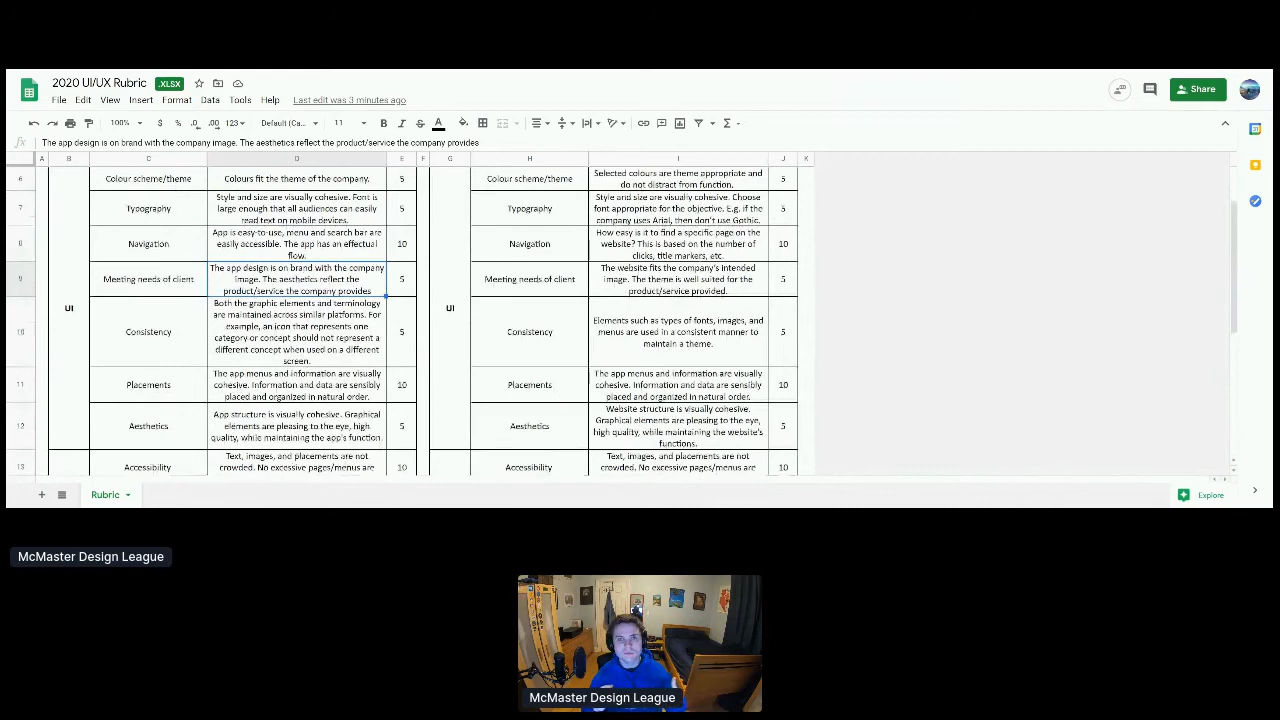 2020 UI/UX Rubric .XLSX
File Edit View Insert Format Data Tools Help Last edit was 3 minutes ago
Share
100% $ % .0 .00 123 Default (Ca... 11 B I S A
fx The app design is on brand with the company image. The aesthetics reflect the product/service the company provides
A B C D E F G H I J K
6 Colour scheme/theme Colours fit the theme of the company. 5 Colour scheme/theme Selected colours are theme appropriate and
do not distract from function. 5
7 Typography Style and size are visually cohesive. Font is
large enough that all audiences can easily
read text on mobile devices. 5
Typography Style and size are visually cohesive. Choose
font appropriate for the objective. E.g. if the
company uses Arial, then don't use Gothic. 5
8 Navigation App is easy-to-use, menu and search bar are
easily accessible. The app has an effectual
flow. 10
Navigation How easy is it to find a specific page on the
website? This is based on the number of
clicks, title markers, etc. 10
9 Meeting needs of client The app design is on brand with the company
image. The aesthetics reflect the
product/service the company provides 5
Meeting needs of client The website fits the company's intended
image. The theme is well suited for the
product/service provided. 5
UI UI
10 Consistency Both the graphic elements and terminology
are maintained across similar platforms. For
example, an icon that represents one
category or concept should not represent a
different concept when used on a different
screen. 5
Consistency Elements such as types of fonts, images, and
menus are used in a consistent manner to
maintain a theme. 5
11 Placements The app menus and information are visually
cohesive. Information and data are sensibly
placed and organized in natural order. 10
Placements The app menus and information are visually
cohesive. Information and data are sensibly
placed and organized in natural order. 10
12 Aesthetics App structure is visually cohesive. Graphical
elements are pleasing to the eye, high
quality, while maintaining the app's function 5
Aesthetics Website structure is visually cohesive.
Graphical elements are pleasing to the eye,
high quality, while maintaining the website's
functions. 5
13 Accessibility Text, images, and placements are not
crowded. No excessive pages/menus are 10
Accessibility Text, images, and placements are not
crowded. No excessive pages/menus are 10
Rubric
Explore
McMaster Design League
McMaster Design League